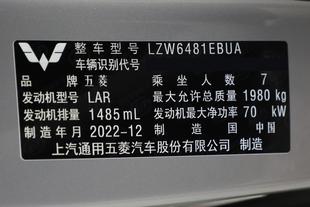 整车型号 LZW6481EBUA
车辆识别代号
品牌 五菱 乘坐人数 7
发动机型号 LAR 最大允许总质量 1980 kg
发动机排量 1485 mL 发动机最大净功率 70 kW
制造年月 2022-12 制造国 中国
上汽通用五菱汽车股份有限公司 制造